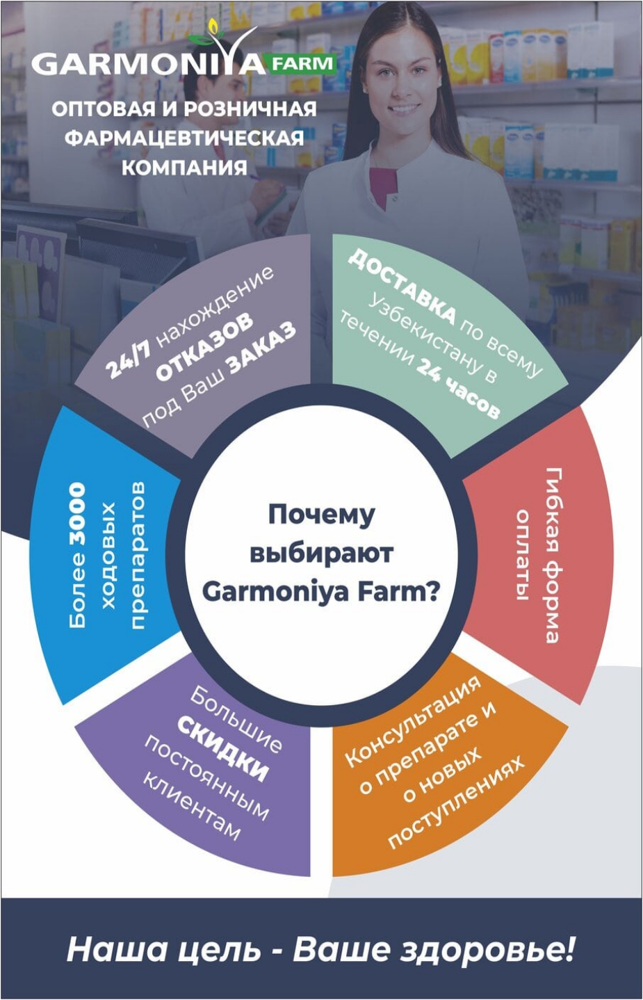 GARMONIYA FARM
ОПТОВАЯ И РОЗНИЧНАЯ
ФАРМАЦЕВТИЧЕСКАЯ
КОМПАНИЯ
24/7 нахождение
ОТКАЗОВ
под Ваш ЗАКАЗ
ДОСТАВКА по всему
Узбекистану в
течении 24 часов
Гибкая форма
оплаты
Консультация
о препарате и
о новых
поступлениях
Большие
СКИДКИ
постоянным
клиентам
Более 3000
ходовых
препаратов
Почему
выбирают
Garmoniya Farm?
Наша цель - Ваше здоровье!